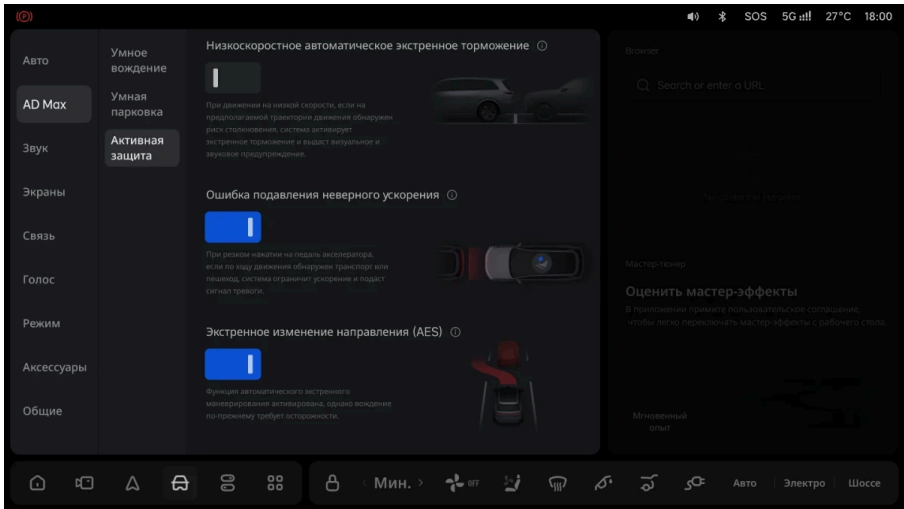 (P)
SOS 5G 27°C 18:00
Авто
AD Max
Звук
Экраны
Связь
Голос
Режим
Аксессуары
Общие
Умное
вождение
Умная
парковка
Активная
защита
Низкоскоростное автоматическое экстренное торможение
При движении на низкой скорости, если на
предполагаемой траектории движения обнаружен
риск столкновения, система активирует
экстренное торможение и выдаст визуальное и
звуковое предупреждение.
Ошибка подавления неверного ускорения
При резком нажатии на педаль акселератора,
если по ходу движения обнаружен транспорт или
пешеход, система ограничит ускорение и подаст
сигнал тревоги.
Экстренное изменение направления (AES)
Функция автоматического экстренного
маневрирования активирована, однако вождение
по-прежнему требует осторожности.
Browser
Search or enter a URL
Мастер-тюнер
Оценить мастер-эффекты
В приложении примите пользовательское соглашение,
чтобы легко переключать мастер-эффекты с рабочего стола.
Мгновенный
опыт
< Мин. > OFF Авто Электро Шоссе